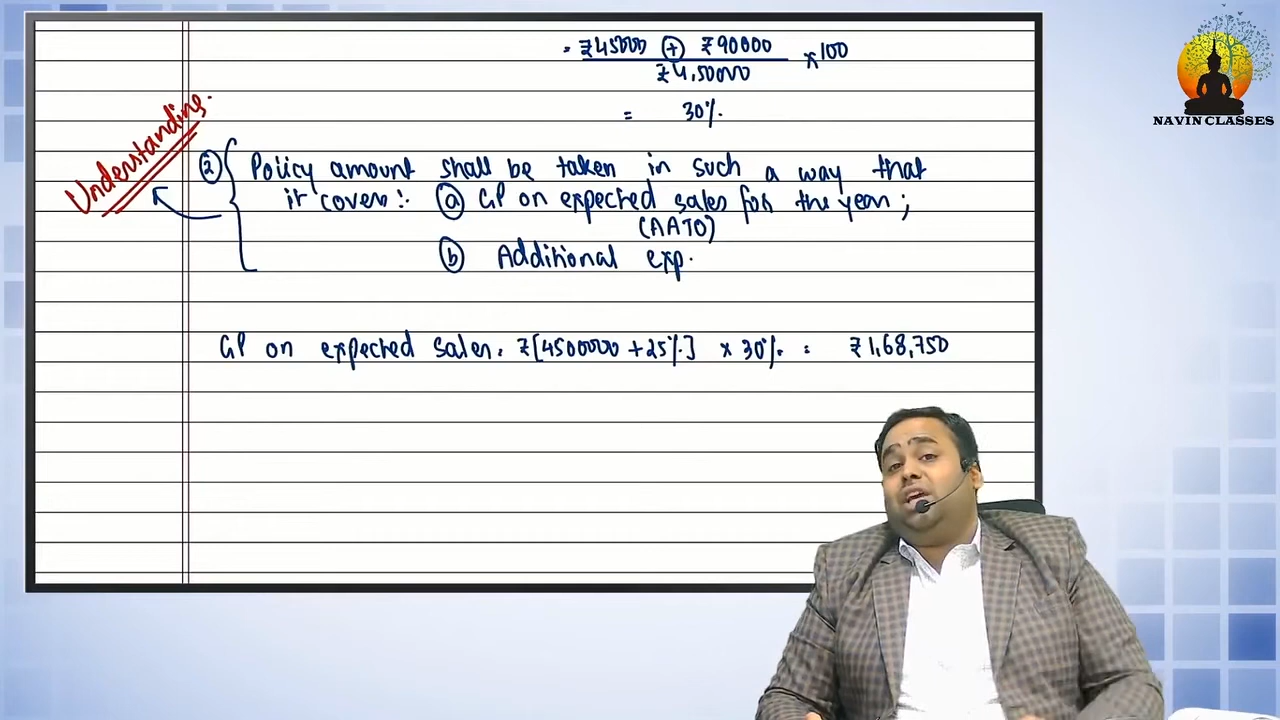 = ₹45000 (+) ₹90000 × 100
₹4,50000
= 30%.
Understanding.
② Policy amount shall be taken in such a way that
it covers :- ⓐ GP on expected sales for the year ;
(AATO)
ⓑ Additional exp.
GP on expected sales = ₹[4500000 + 25%] × 30% = ₹1,68,750
NAVIN CLASSES